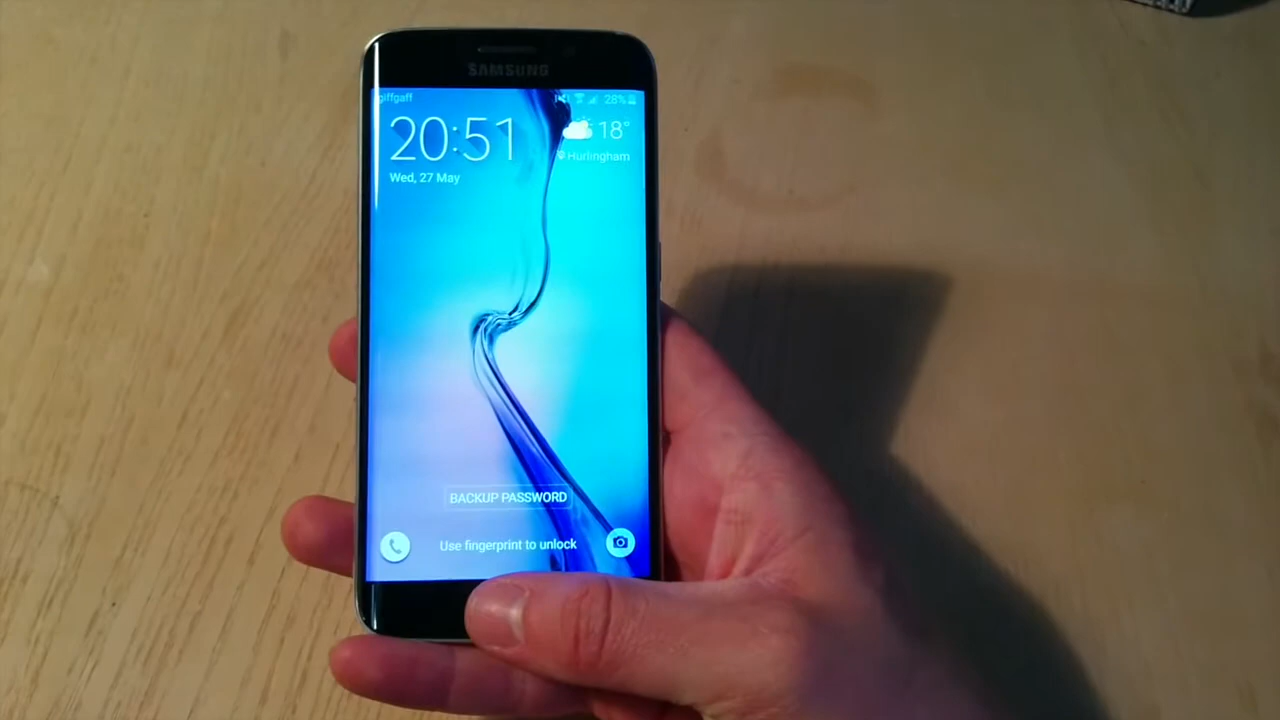 SAMSUNG
giffgaff 28%
20:51 18°
Hurlingham
Wed, 27 May
BACKUP PASSWORD
Use fingerprint to unlock